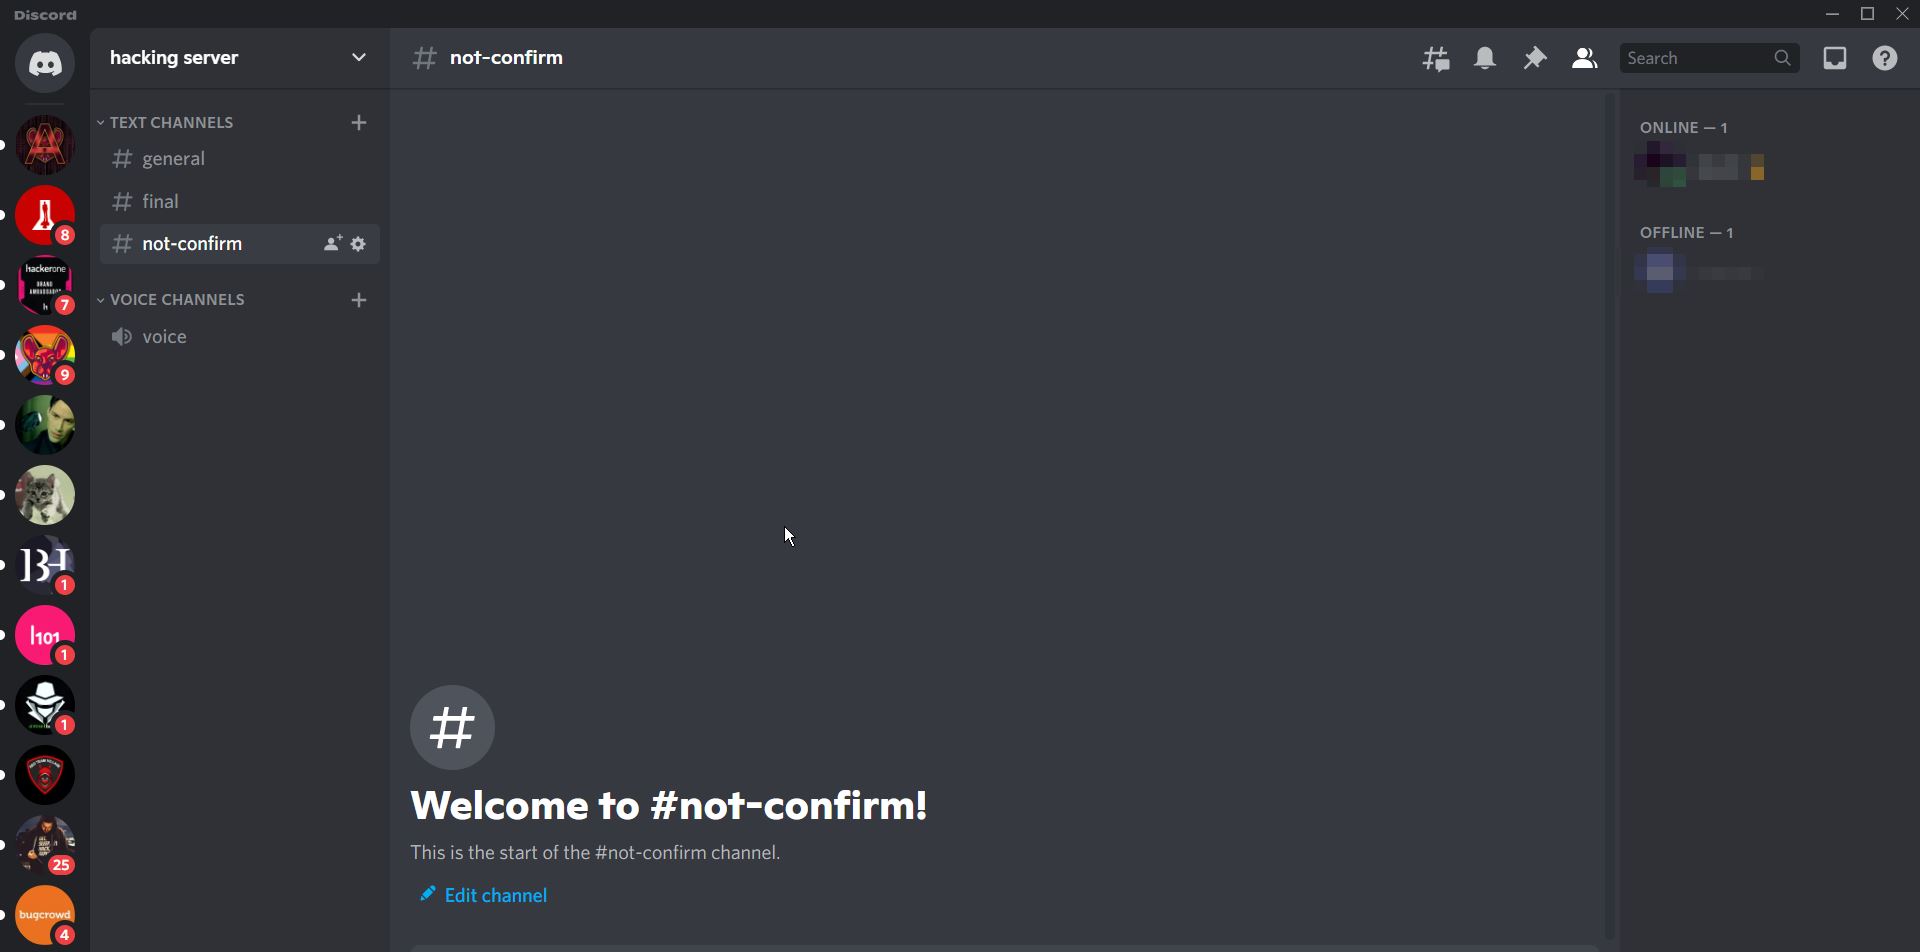 Discord
hacking server
not-confirm
Search
TEXT CHANNELS
general
final
not-confirm
VOICE CHANNELS
voice
8
hackerone
BRAND
AMBASSADOR
7
9
1
h101
1
1
25
bugcrowd
4
Welcome to #not-confirm!
This is the start of the #not-confirm channel.
Edit channel
ONLINE — 1
OFFLINE — 1